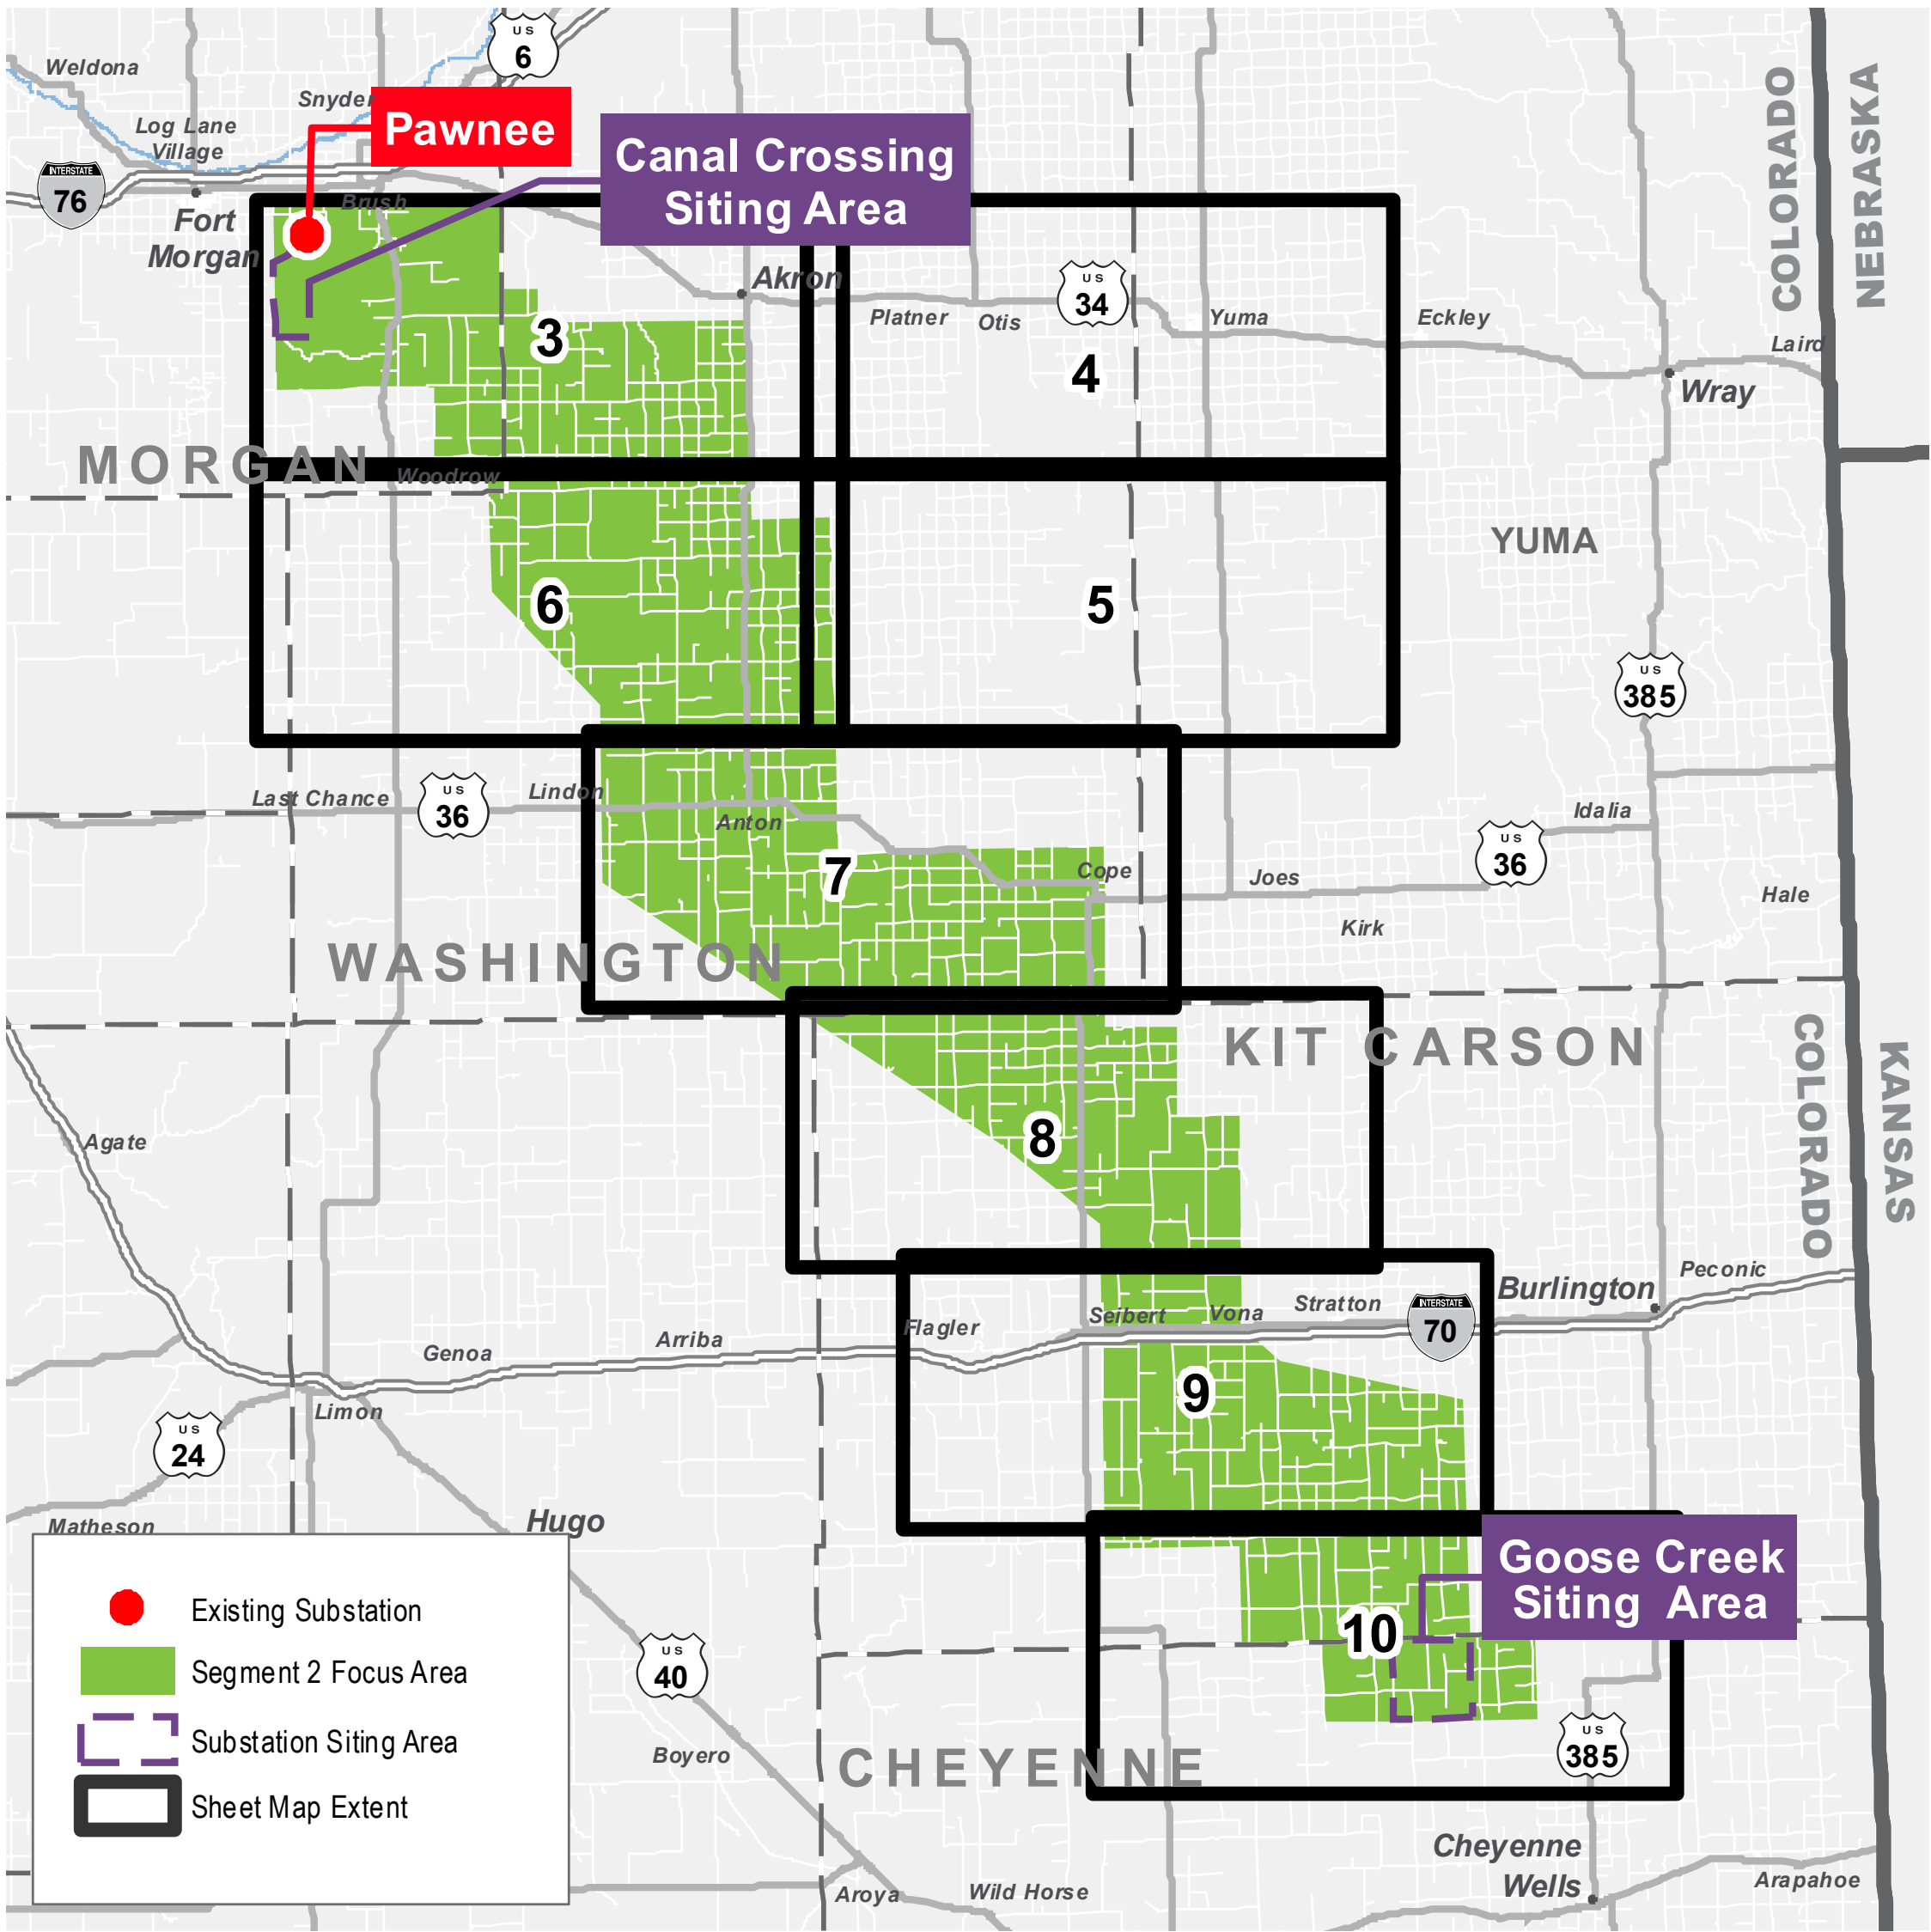 US
6
Weldona
Snyder
Log Lane
Village
Pawnee
Canal Crossing
Siting Area
INTERSTATE
76
Fort
Morgan
Brush
Akron
US
34
Platner
Otis
Yuma
Eckley
Laird
Wray
COLORADO
NEBRASKA
3
4
MORGAN
Woodrow
YUMA
6
5
US
385
Last Chance
US
36
Lindon
Anton
Idalia
US
36
7
Cope
Joes
Hale
Kirk
WASHINGTON
KIT CARSON
COLORADO
KANSAS
Agate
8
Burlington
Peconic
Seibert
Vona
Stratton
INTERSTATE
70
Flagler
Arriba
Genoa
9
Limon
US
24
Hugo
Matheson
Goose Creek
Siting Area
10
Existing Substation
Segment 2 Focus Area
Substation Siting Area
Sheet Map Extent
US
40
Boyero
CHEYENNE
US
385
Cheyenne
Wells
Arapahoe
Aroya
Wild Horse